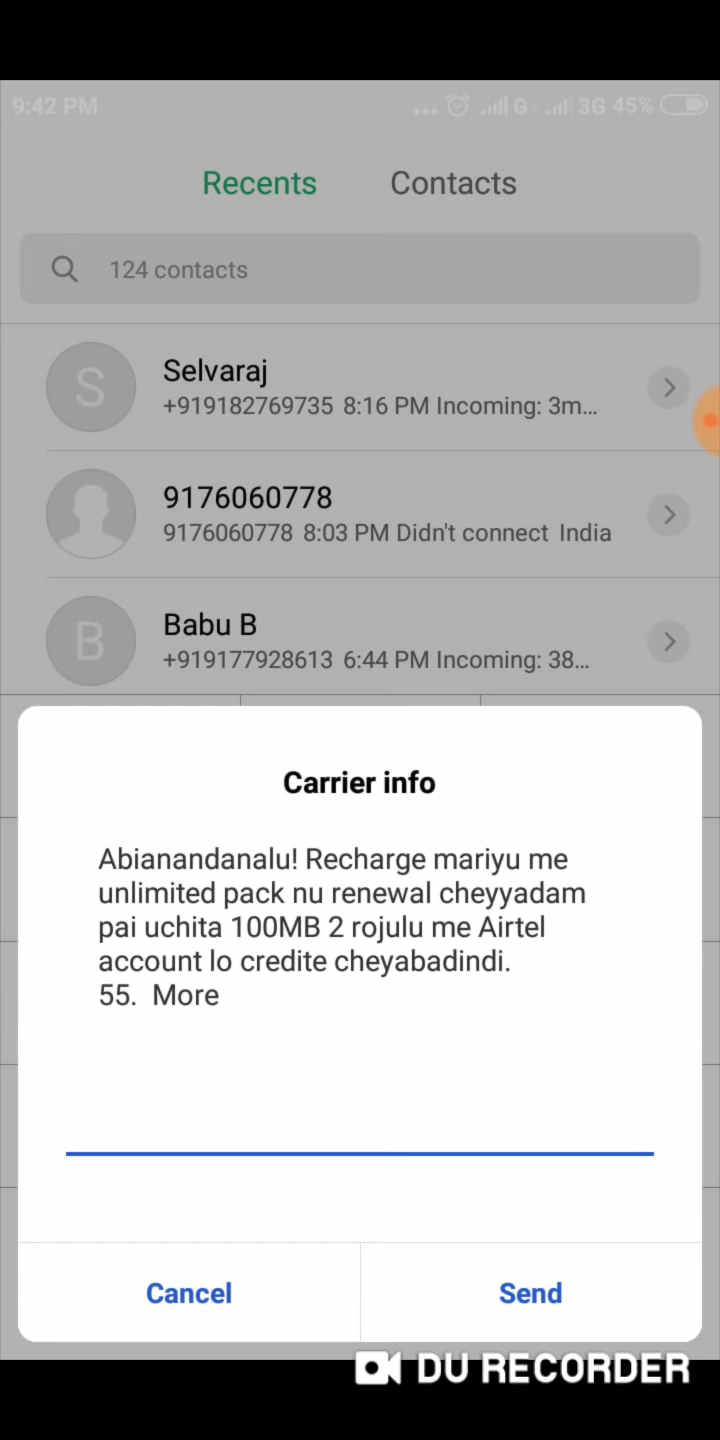 9:42 PM
... G 3G 45%
Recents Contacts
124 contacts
S
Selvaraj
+919182769735 8:16 PM Incoming: 3m...
9176060778
9176060778 8:03 PM Didn't connect India
B
Babu B
+919177928613 6:44 PM Incoming: 38...
Carrier info
Abianandanalu! Recharge mariyu me
unlimited pack nu renewal cheyyadam
pai uchita 100MB 2 rojulu me Airtel
account lo credite cheyabadindi.
55. More
Cancel Send
DU RECORDER